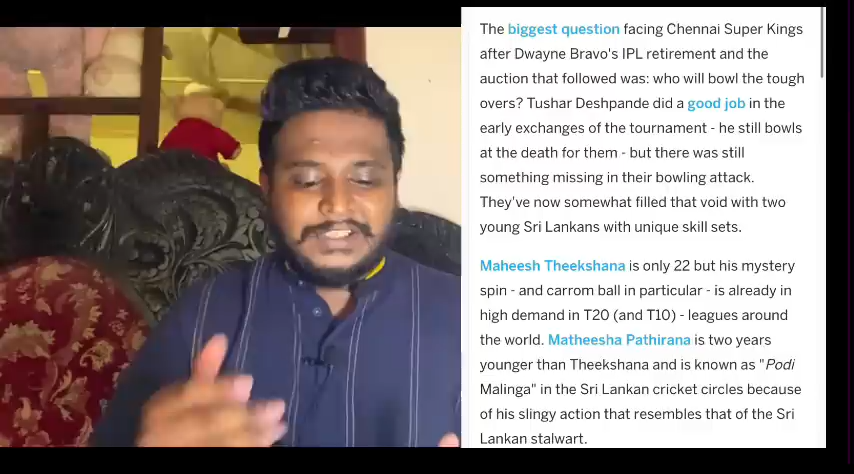 The biggest question facing Chennai Super Kings
after Dwayne Bravo's IPL retirement and the
auction that followed was: who will bowl the tough
overs? Tushar Deshpande did a good job in the
early exchanges of the tournament - he still bowls
at the death for them - but there was still
something missing in their bowling attack.
They've now somewhat filled that void with two
young Sri Lankans with unique skill sets.
Maheesh Theekshana is only 22 but his mystery
spin - and carrom ball in particular - is already in
high demand in T20 (and T10) - leagues around
the world. Matheesha Pathirana is two years
younger than Theekshana and is known as "Podi
Malinga" in the Sri Lankan cricket circles because
of his slingy action that resembles that of the Sri
Lankan stalwart.